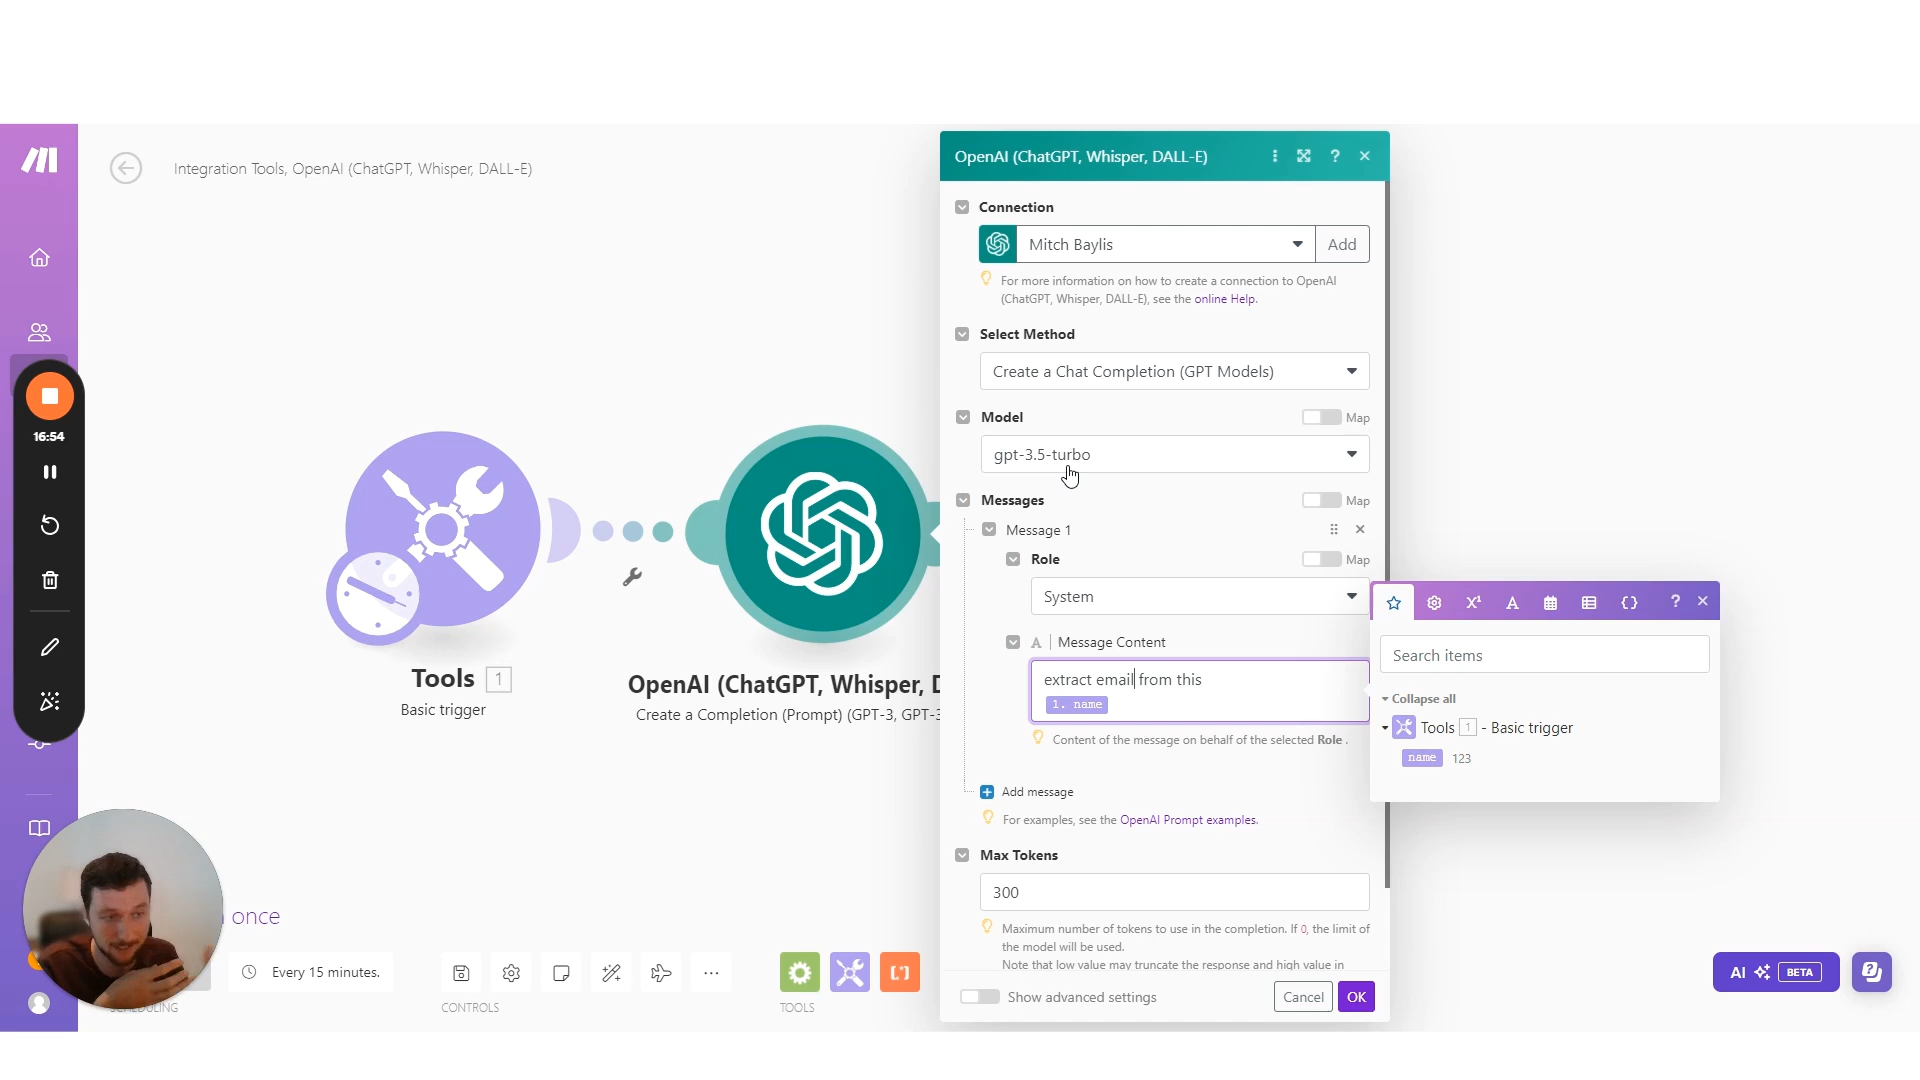 Integration Tools, OpenAI (ChatGPT, Whisper, DALL-E)
16:54
Tools 1
Basic trigger
OpenAI (ChatGPT, Whisper, D
Create a Completion (Prompt) (GPT-3, GPT-3
once
Every 15 minutes.
SCHEDULING
CONTROLS
TOOLS
OpenAI (ChatGPT, Whisper, DALL-E)
?
Connection
Mitch Baylis
Add
For more information on how to create a connection to OpenAI
(ChatGPT, Whisper, DALL-E), see the online Help.
Select Method
Create a Chat Completion (GPT Models)
Model
Map
gpt-3.5-turbo
Messages
Map
Message 1
Role
Map
System
A | Message Content
extract email from this
1. name
Content of the message on behalf of the selected Role .
Add message
For examples, see the OpenAI Prompt examples.
Max Tokens
300
Maximum number of tokens to use in the completion. If 0, the limit of
the model will be used.
Note that low value may truncate the response and high value in
Show advanced settings
Cancel
OK
Search items
Collapse all
Tools 1 - Basic trigger
name 123
AI BETA